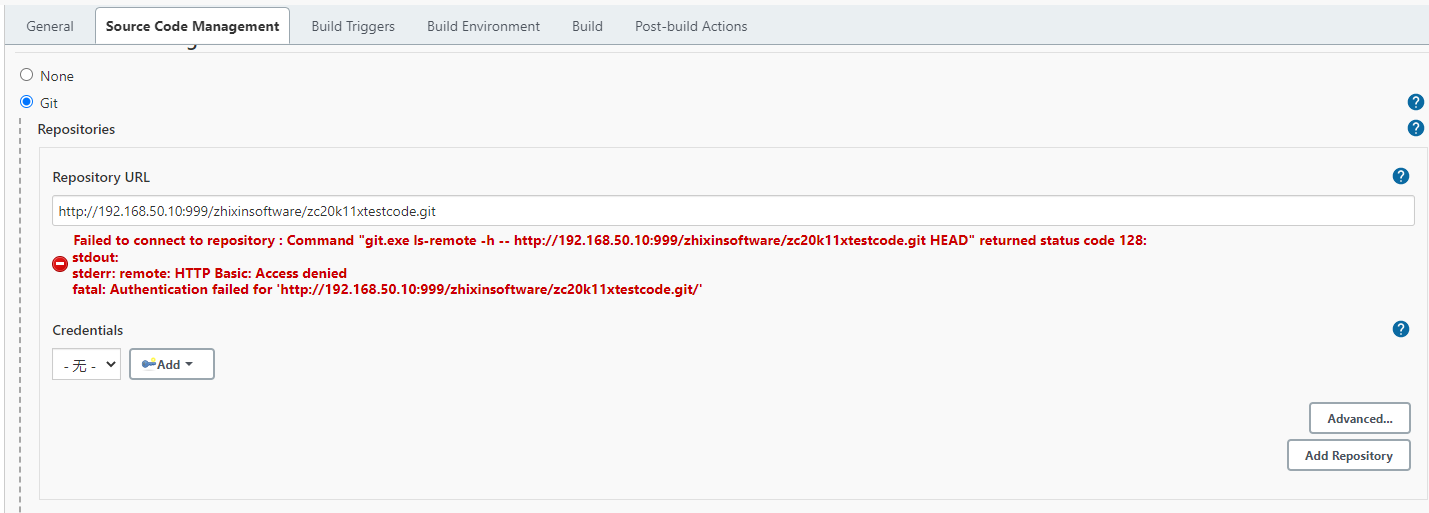 General Source Code Management Build Triggers Build Environment Build Post-build Actions
None
Git
Repositories
Repository URL
http://192.168.50.10:999/zhixinsoftware/zc20k11xtestcode.git
Failed to connect to repository : Command "git.exe ls-remote -h -- http://192.168.50.10:999/zhixinsoftware/zc20k11xtestcode.git HEAD" returned status code 128:
stdout:
stderr: remote: HTTP Basic: Access denied
fatal: Authentication failed for 'http://192.168.50.10:999/zhixinsoftware/zc20k11xtestcode.git/'
Credentials
- 无 - Add
Advanced...
Add Repository